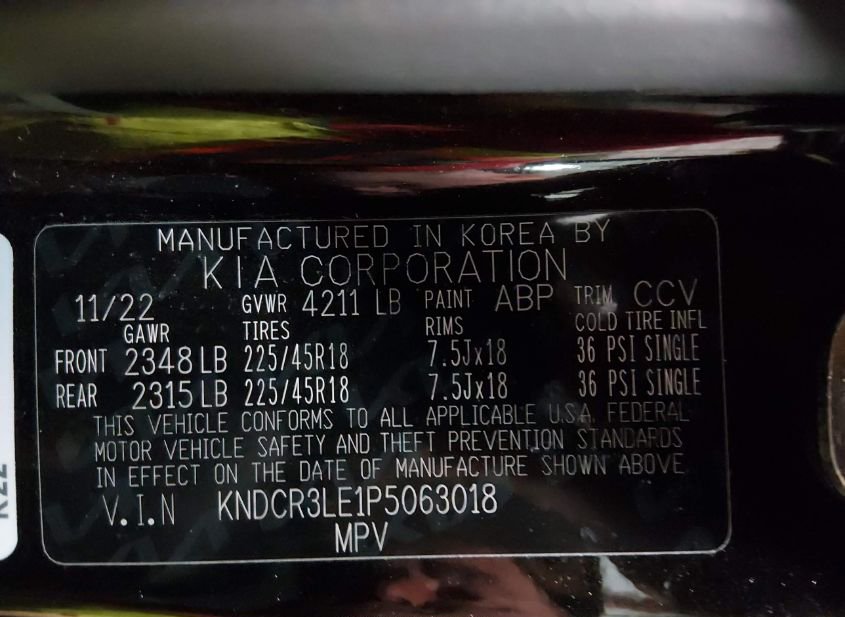 MANUFACTURED IN KOREA BY
KIA CORPORATION
11/22 GVWR 4211 LB PAINT ABP TRIM CCV
GAWR TIRES RIMS COLD TIRE INFL
FRONT 2348 LB 225/45R18 7.5Jx18 36 PSI SINGLE
REAR 2315 LB 225/45R18 7.5Jx18 36 PSI SINGLE
THIS VEHICLE CONFORMS TO ALL APPLICABLE U.S.A. FEDERAL
MOTOR VEHICLE SAFETY AND THEFT PREVENTION STANDARDS
IN EFFECT ON THE DATE OF MANUFACTURE SHOWN ABOVE.
V.I.N KNDCR3LE1P5063018
MPV